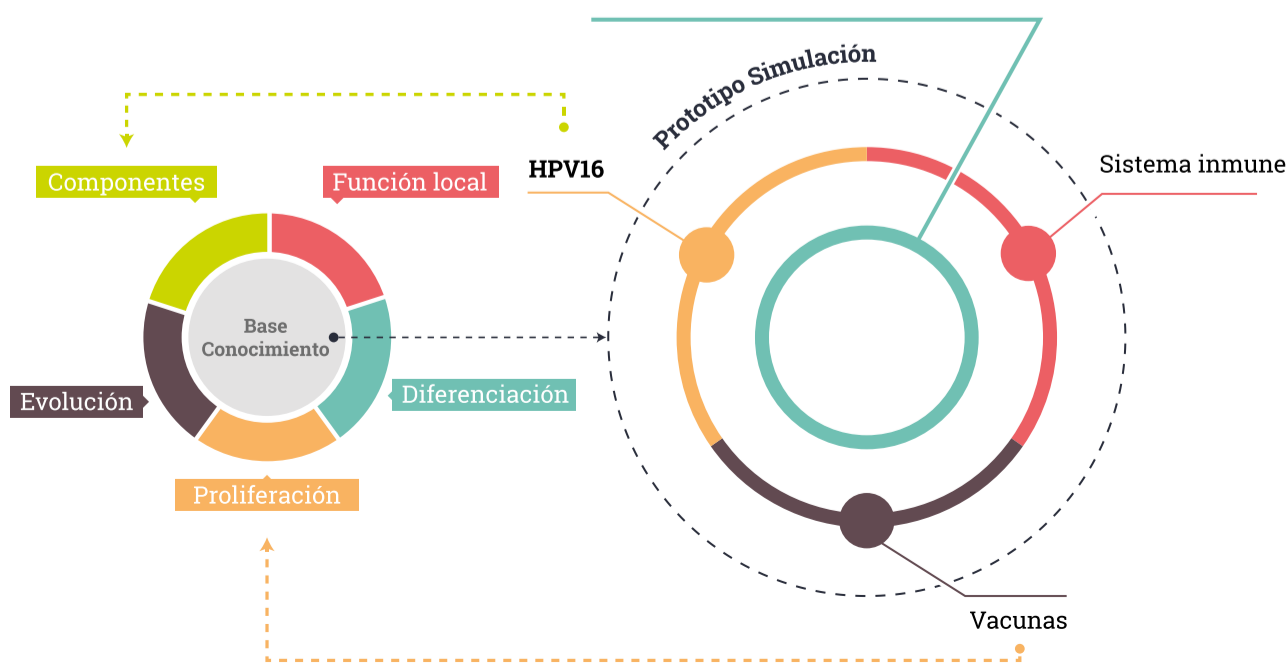 Prototipo Simulación
HPV16
Sistema inmune
Componentes
Función local
Base
Conocimiento
Evolución
Diferenciación
Proliferación
Vacunas